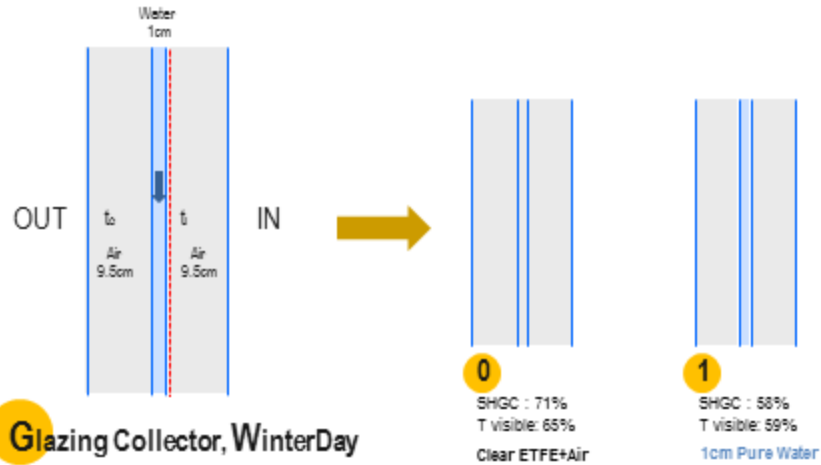 Water
1cm
OUT
to
ti
IN
Air
9.5cm
Air
9.5cm
0
1
SHGC : 71%
T visible: 65%
Clear ETFE+Air
SHGC : 58%
T visible: 59%
1cm Pure Water
Glazing Collector, WinterDay